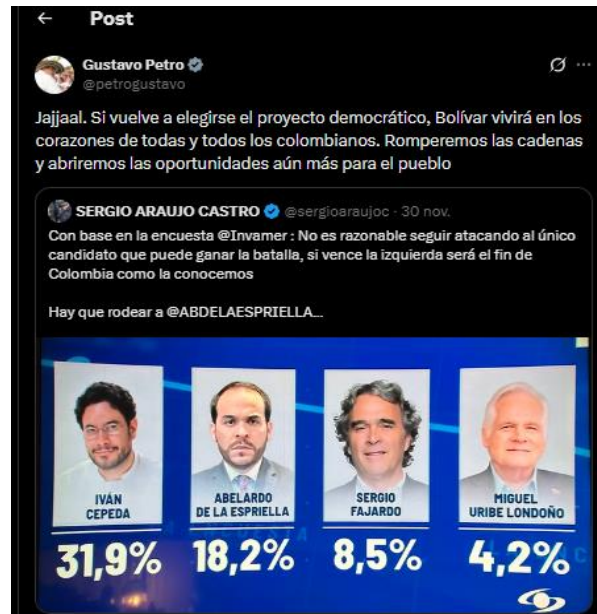 Post
Gustavo Petro
@petrogustavo
Jajjaal. Si vuelve a elegirse el proyecto democrático, Bolívar vivirá en los
corazones de todas y todos los colombianos. Romperemos las cadenas
y abriremos las oportunidades aún más para el pueblo
SERGIO ARAUJO CASTRO @sergioaraujoc · 30 nov.
Con base en la encuesta @Invamer : No es razonable seguir atacando al único
candidato que puede ganar la batalla, si vence la izquierda será el fin de
Colombia como la conocemos
Hay que rodear a @ABDELAESPRIELLA...
IVÁN
CEPEDA
31,9%
ABELARDO
DE LA ESPRIELLA
18,2%
SERGIO
FAJARDO
8,5%
MIGUEL
URIBE LONDOÑO
4,2%